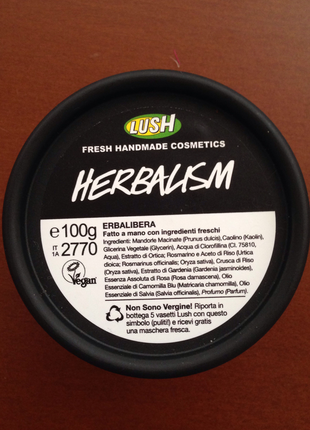 LUSH
FRESH HANDMADE COSMETICS
HERBALISM
e 100g
IT 2770
1A
Vegan
ERBALIBERA
Fatto a mano con ingredienti freschi
Ingredienti: Mandorle Macinate (Prunus dulcis), Caolino (Kaolin),
Glicerina Vegetale (Glycerin), Acqua di Clorofillina (CI. 75810,
Aqua), Estratto di Ortica, Rosmarino e Aceto di Riso (Urtica
dioica; Rosmarinus officinalis; Oryza sativa), Crusca di Riso
(Oryza sativa), Estratto di Gardenia (Gardenia jasminoides),
Essenza Assoluta di Rosa (Rosa damascena), Olio
Essenziale di Camomilla Blu (Matricaria chamomilla), Olio
Essenziale di Salvia (Salvia officinalis), Profumo (Parfum).
Non Sono Vergine! Riporta in
bottega 5 vasetti Lush con questo
simbolo (puliti!) e ricevi gratis
una maschera fresca.